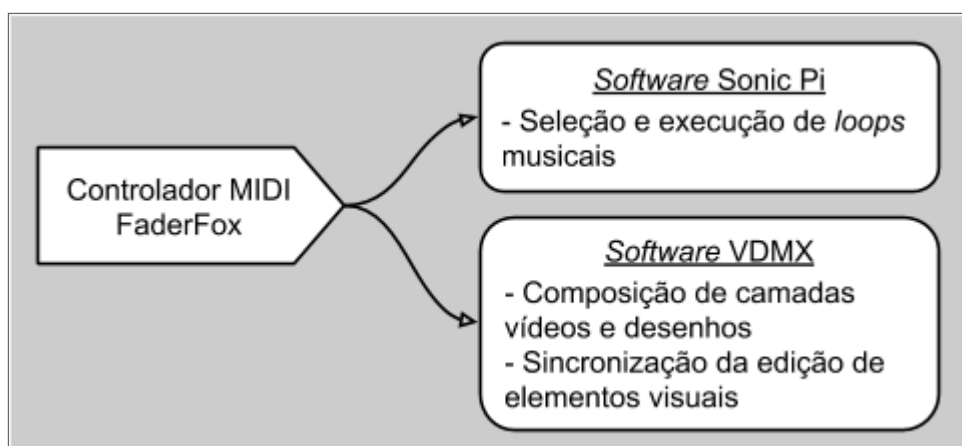 Controlador MIDI
FaderFox
Software Sonic Pi
- Seleção e execução de loops
musicais
Software VDMX
- Composição de camadas
vídeos e desenhos
- Sincronização da edição de
elementos visuais